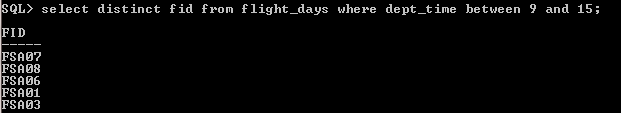 SQL> select distinct fid from flight_days where dept_time between 9 and 15;
FID
-----
FSA07
FSA08
FSA06
FSA01
FSA03